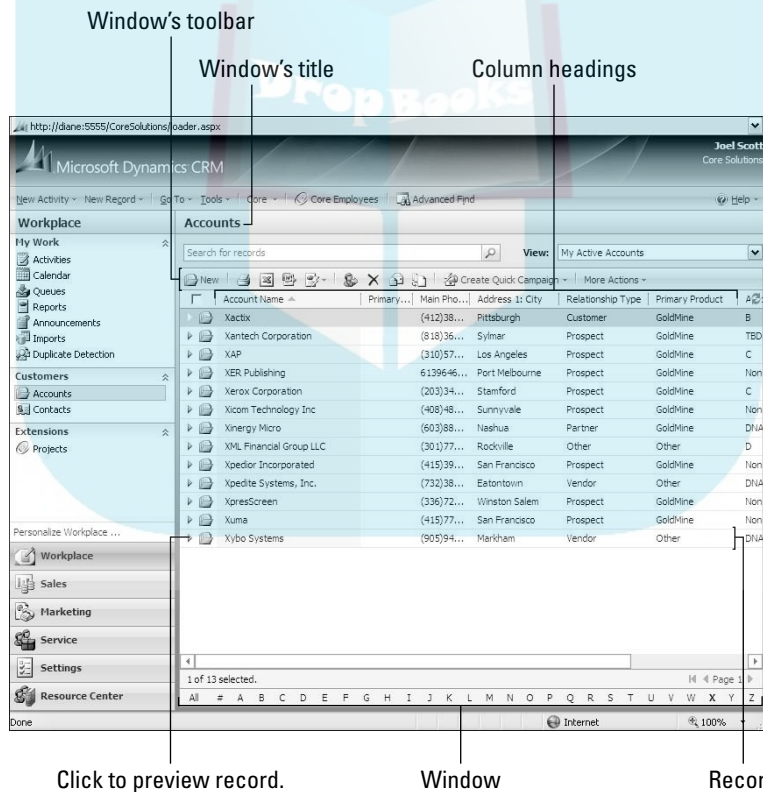 Window's toolbar
Window's title
Column headings
DropBooks
http://diane:5555/CoreSolutions/loader.aspx
Joel Scott
Core Solutions
Microsoft Dynamics CRM
New Activity New Record Go To Tools Core Core Employees Advanced Find Help
Workplace
Accounts
My Work
Activities
Calendar
Queues
Reports
Announcements
Imports
Duplicate Detection
Customers
Accounts
Contacts
Extensions
Projects
Personalize Workplace ...
Workplace
Sales
Marketing
Service
Settings
Resource Center
Search for records View: My Active Accounts
New Create Quick Campaign More Actions
Account Name Primary... Main Pho... Address 1: City Relationship Type Primary Product
Xactix (412)38... Pittsburgh Customer GoldMine B
Xantech Corporation (818)36... Sylmar Prospect GoldMine TBD
XAP (310)57... Los Angeles Prospect GoldMine C
XER Publishing 6139646... Port Melbourne Prospect GoldMine Non
Xerox Corporation (203)34... Stamford Prospect GoldMine C
Xicom Technology Inc (408)48... Sunnyvale Prospect GoldMine Non
Xinergy Micro (603)88... Nashua Partner GoldMine DNA
XML Financial Group LLC (301)77... Rockville Other Other D
Xpedior Incorporated (415)39... San Francisco Prospect GoldMine Non
Xpedite Systems, Inc. (732)38... Eatontown Vendor Other DNA
XpresScreen (336)72... Winston Salem Prospect GoldMine Non
Xuma (415)77... San Francisco Prospect GoldMine Non
Xybo Systems (905)94... Markham Vendor Other DNA
1 of 13 selected. Page 1
All # A B C D E F G H I J K L M N O P Q R S T U V W X Y Z
Done Internet 100%
Click to preview record.
Window
Recor